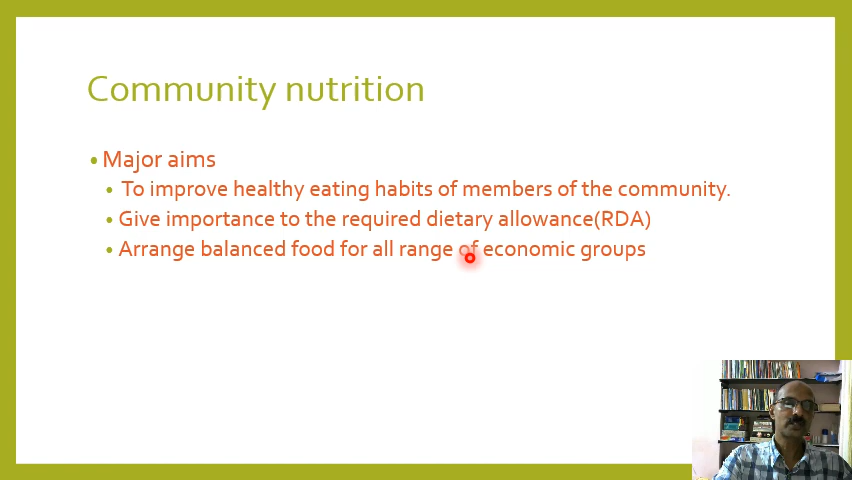 Community nutrition
• Major aims
• To improve healthy eating habits of members of the community.
• Give importance to the required dietary allowance(RDA)
• Arrange balanced food for all range of economic groups